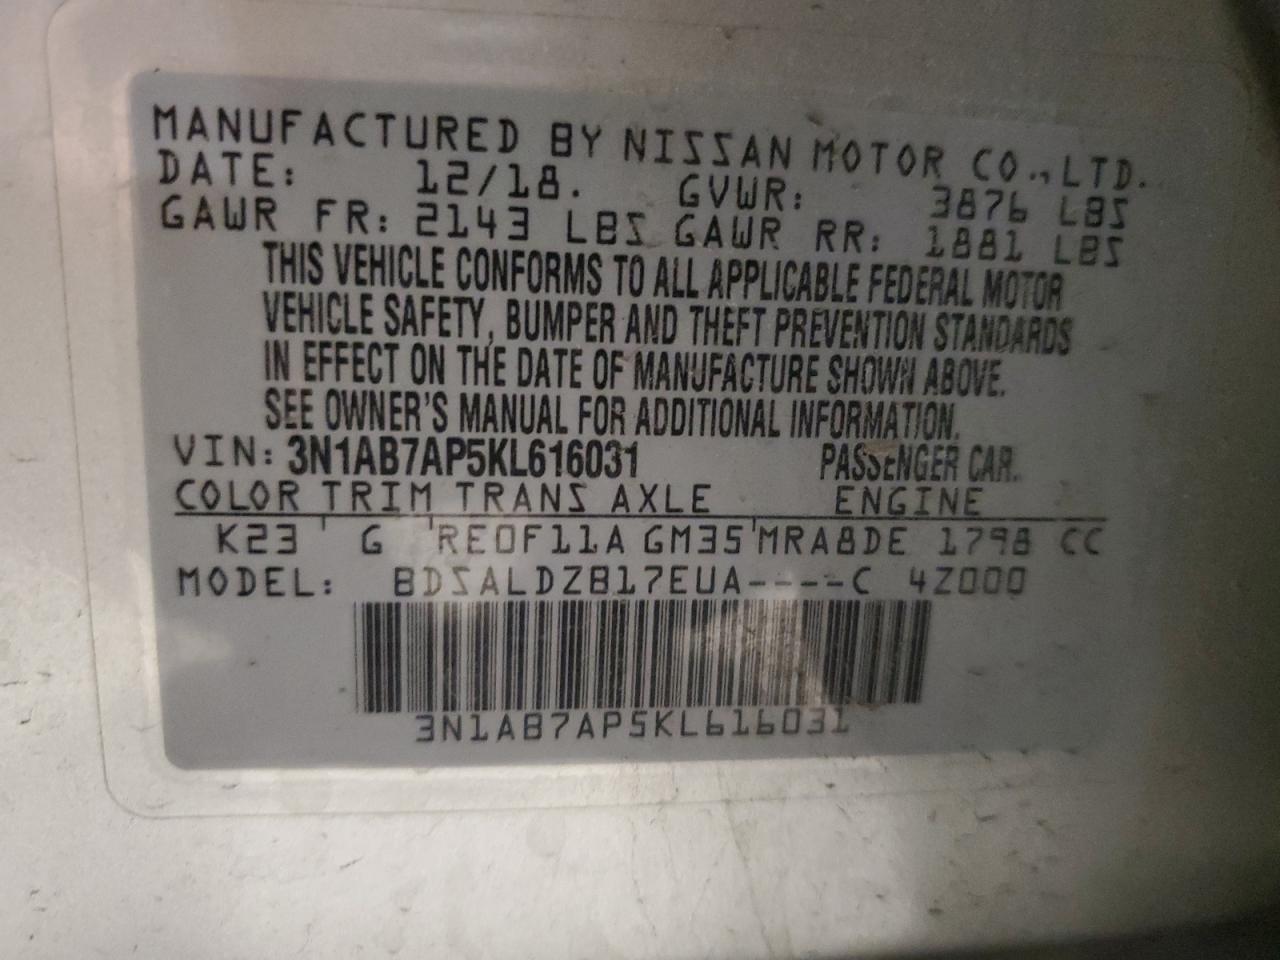 MANUFACTURED BY NISSAN MOTOR CO., LTD.
DATE: 12/18. GVWR: 3876 LBS
GAWR FR: 2143 LBS GAWR RR: 1881 LBS
THIS VEHICLE CONFORMS TO ALL APPLICABLE FEDERAL MOTOR
VEHICLE SAFETY, BUMPER AND THEFT PREVENTION STANDARDS
IN EFFECT ON THE DATE OF MANUFACTURE SHOWN ABOVE.
SEE OWNER'S MANUAL FOR ADDITIONAL INFORMATION.
VIN: 3N1AB7AP5KL616031 PASSENGER CAR.
COLOR TRIM TRANS AXLE ENGINE
K23 ' G 'RE0F11A GM35'MRA8DE 1798 CC
MODEL: BDSALDZB17EUA----C 4Z000
3N1AB7AP5KL616031